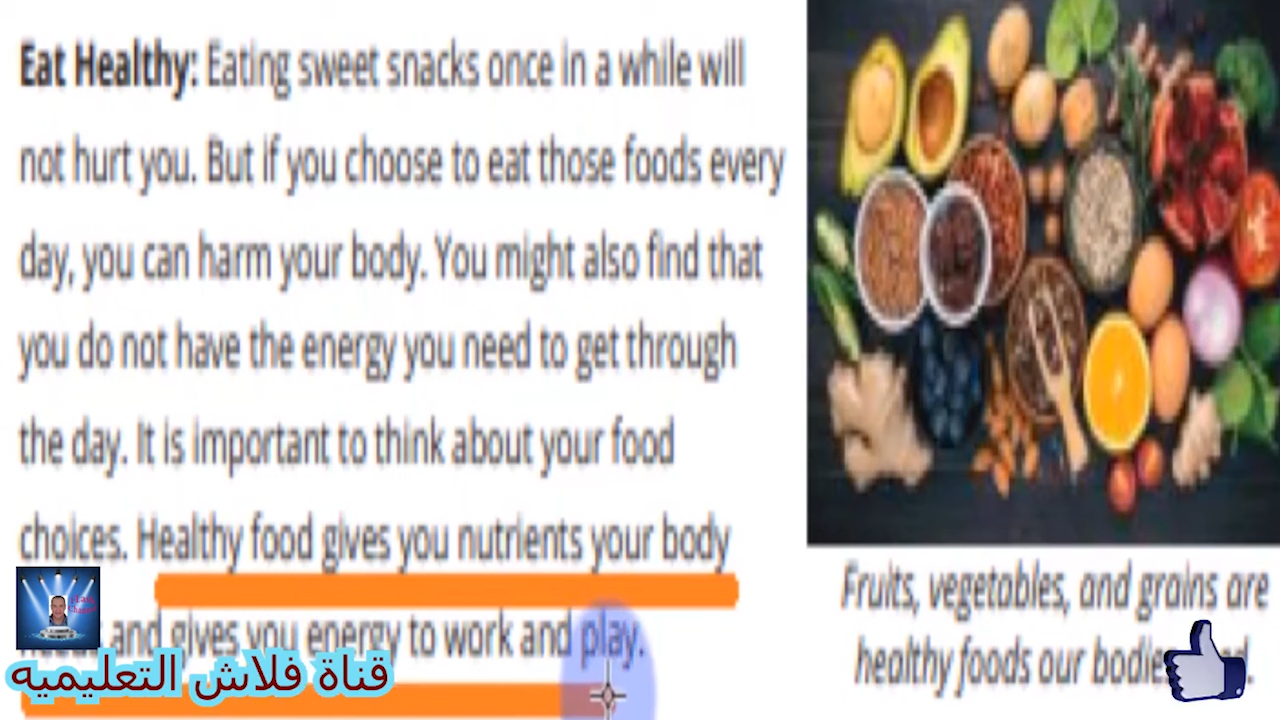 Eat Healthy: Eating sweet snacks once in a while will
not hurt you. But if you choose to eat those foods every
day, you can harm your body. You might also find that
you do not have the energy you need to get through
the day. It is important to think about your food
choices. Healthy food gives you nutrients your body
and gives you energy to work and play.
قناة فلاش التعليميه
Fruits, vegetables, and grains are
healthy foods our bodies